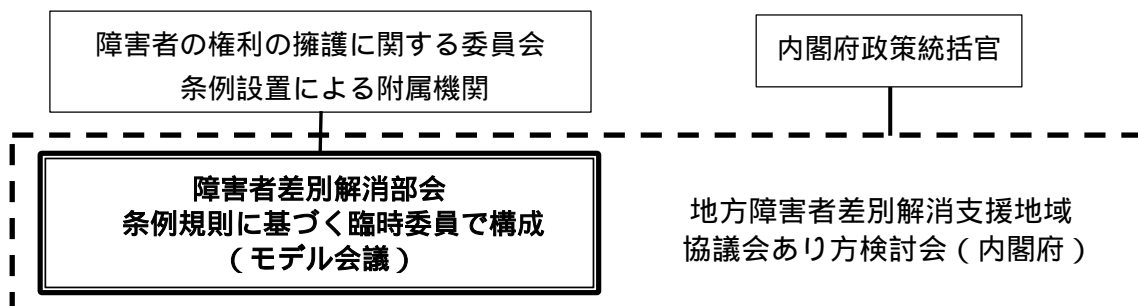 障害者の権利の擁護に関する委員会
条例設置による附属機関
内閣府政策統括官
障害者差別解消部会
条例規則に基づく臨時委員で構成
（モデル会議）
地方障害者差別解消支援地域
協議会あり方検討会（内閣府）